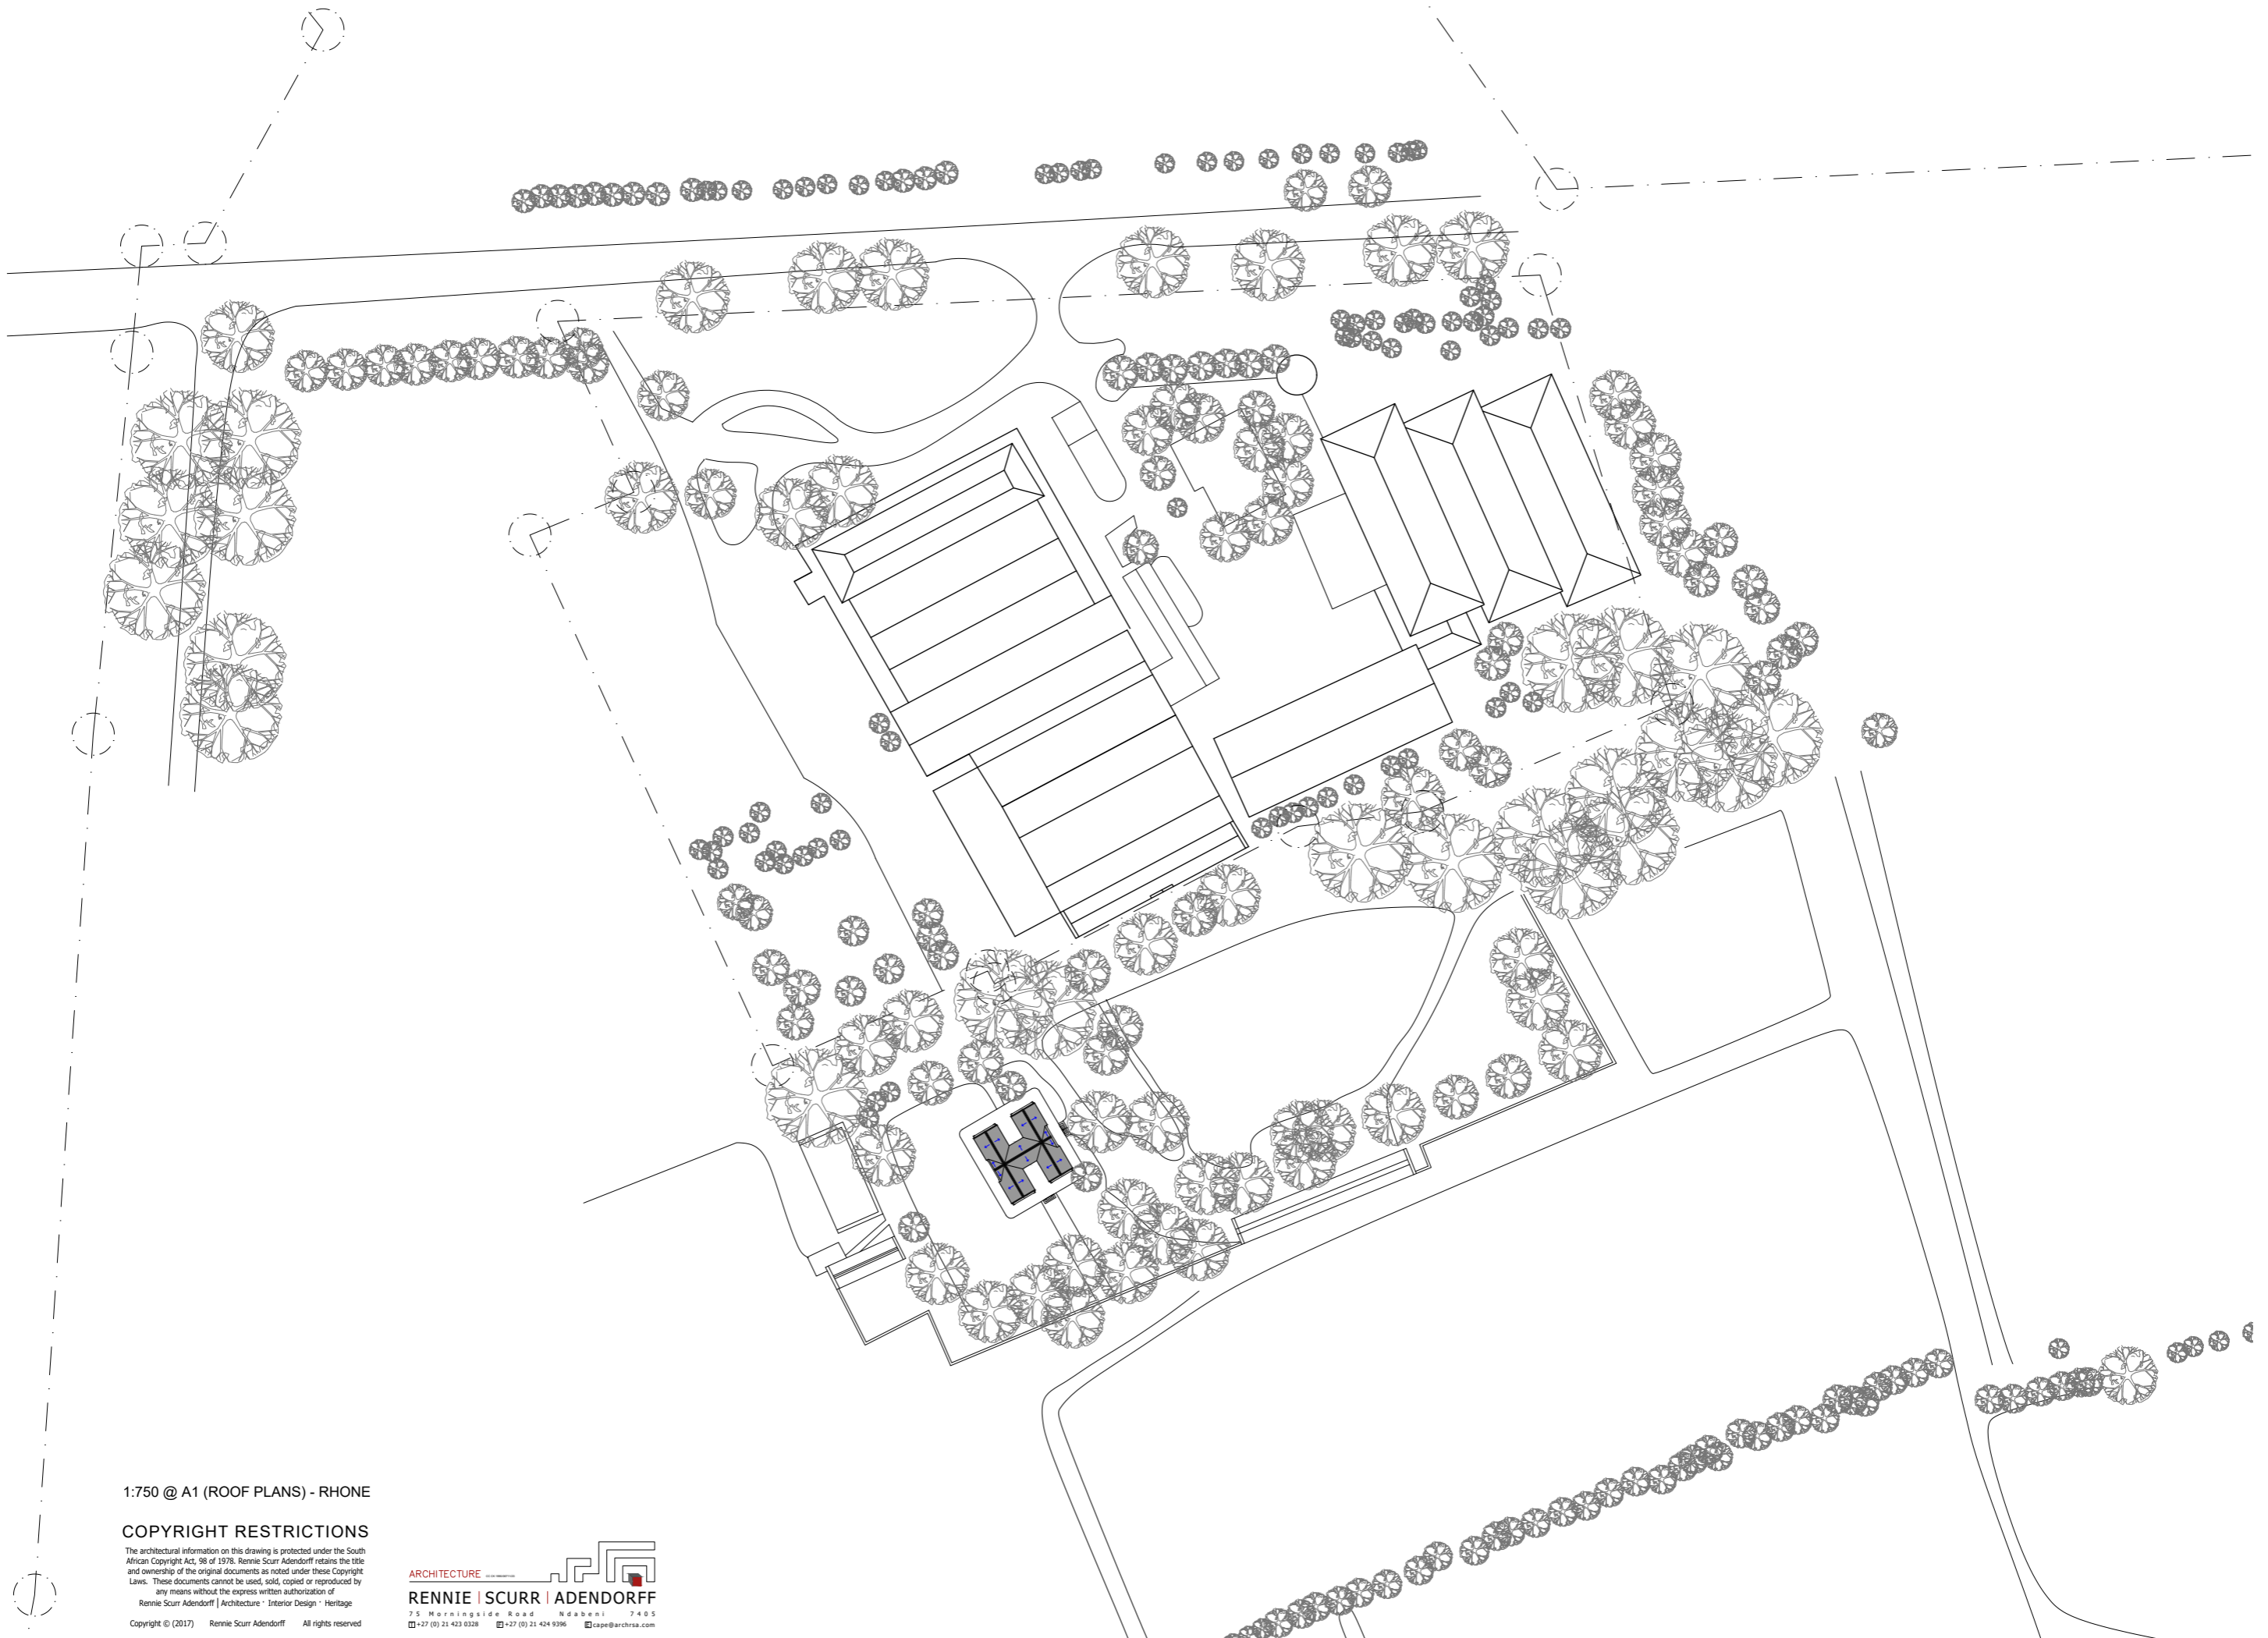 1:750 @ A1 (ROOF PLANS) - RHONE
COPYRIGHT RESTRICTIONS
The architectural information on this drawing is protected under the South
African Copyright Act, 98 of 1978. Rennie Scurr Adendorff retains the title
and ownership of the original documents as noted under these Copyright
Laws. These documents cannot be used, sold, copied or reproduced by
any means without the express written authorization of
Rennie Scurr Adendorff | Architecture · Interior Design · Heritage
Copyright © (2017) Rennie Scurr Adendorff All rights reserved
ARCHITECTURE
RENNIE | SCURR | ADENDORFF
75 Morningside Road Ndabeni 7405
T +27 (0) 21 423 0328 F +27 (0) 21 424 9396 E cape@archrsa.com